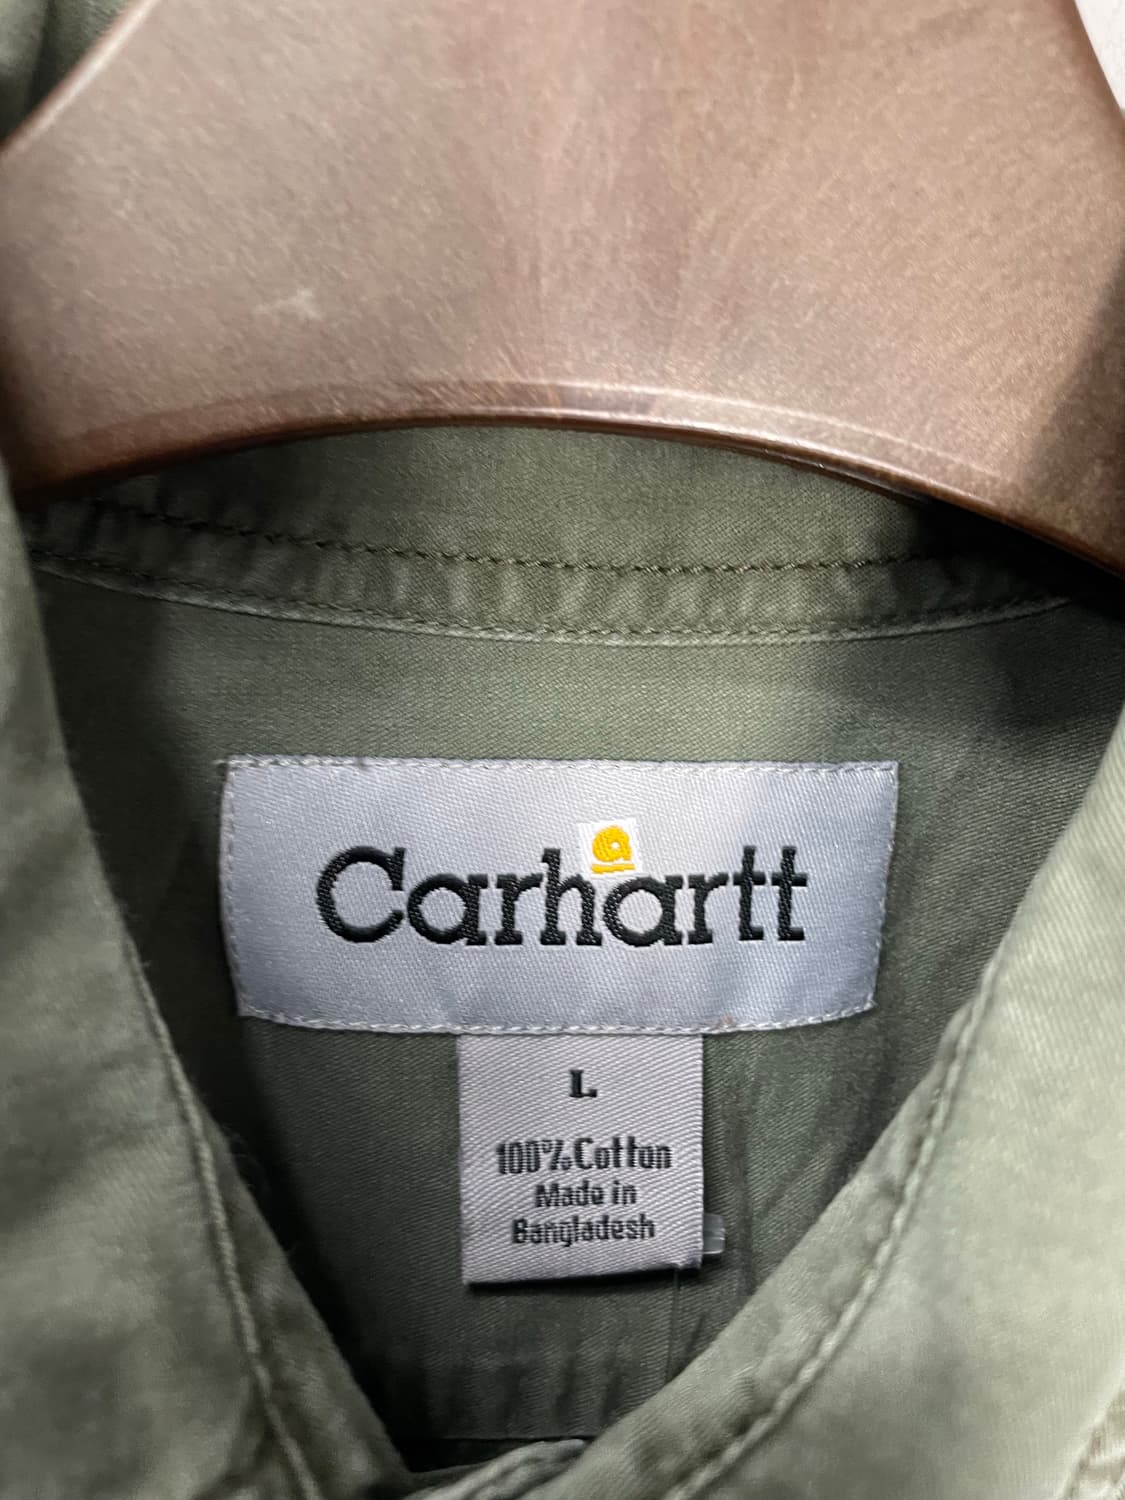 Carhartt
L
100% Cotton
Made in
Bangladesh